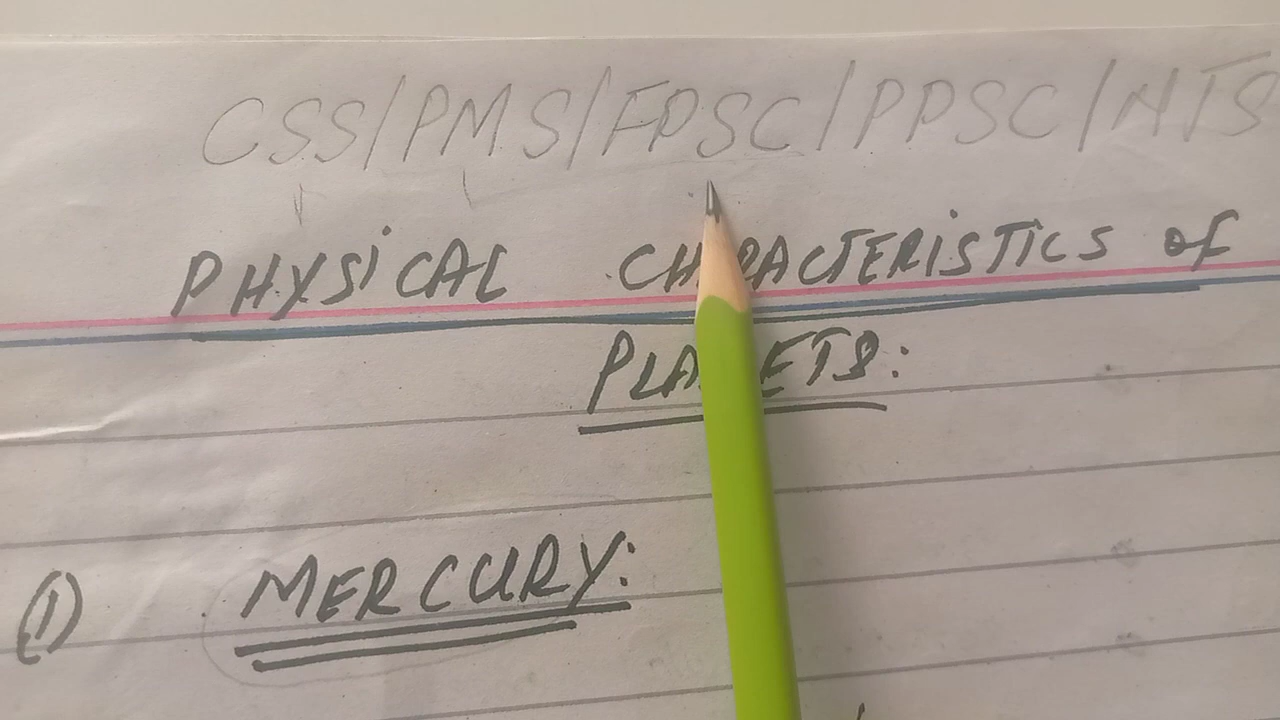 CSS/PMS/FPSC/PPSC/NTS
PHYSICAL CHARACTERISTICS of
PLANETS:
(1) MERCURY: